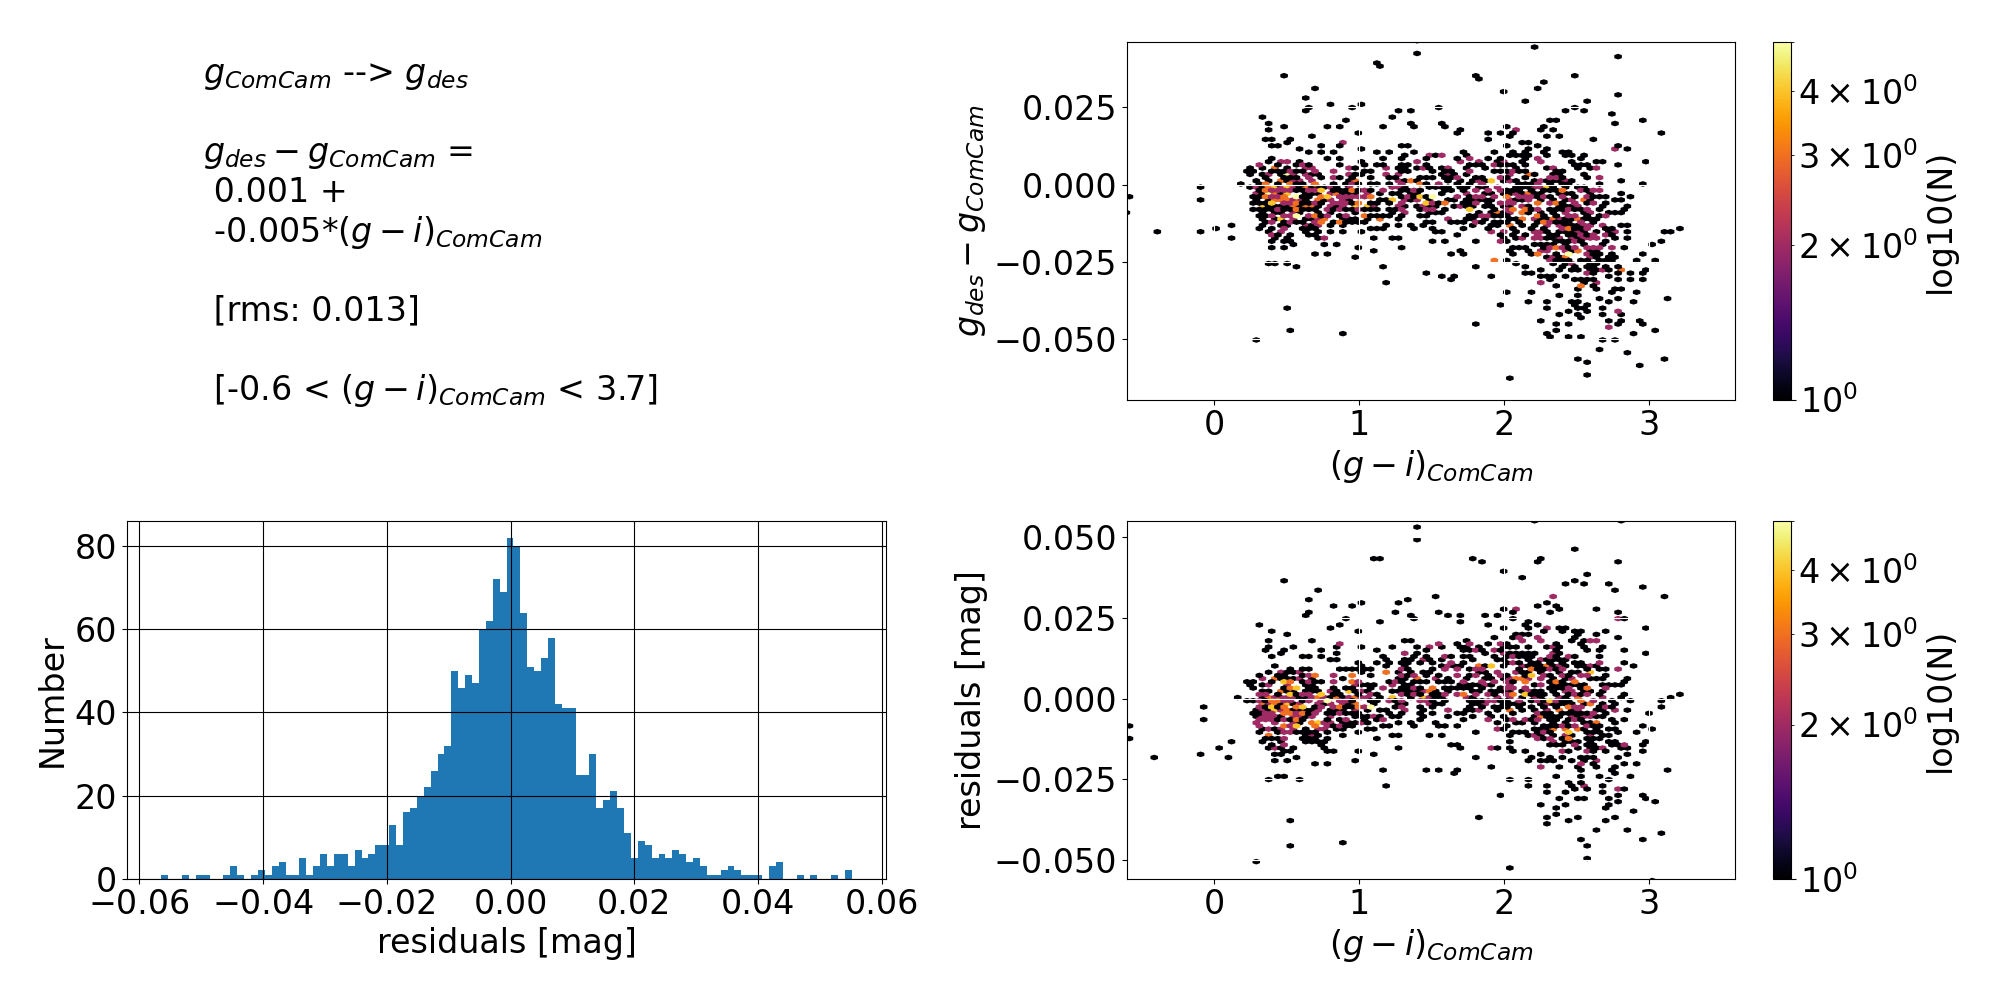 g_ComCam --> g_des
g_des − g_ComCam =
0.001 +
-0.005*(g − i)_ComCam
[rms: 0.013]
[-0.6 < (g − i)_ComCam < 3.7]
g_des − g_ComCam
0.025
0.000
−0.025
−0.050
0 1 2 3
(g − i)_ComCam
4 × 10^0
3 × 10^0
2 × 10^0
10^0
log10(N)
Number
80
60
40
20
0
−0.06 −0.04 −0.02 0.00 0.02 0.04 0.06
residuals [mag]
residuals [mag]
0.050
0.025
0.000
−0.025
−0.050
0 1 2 3
(g − i)_ComCam
4 × 10^0
3 × 10^0
2 × 10^0
10^0
log10(N)